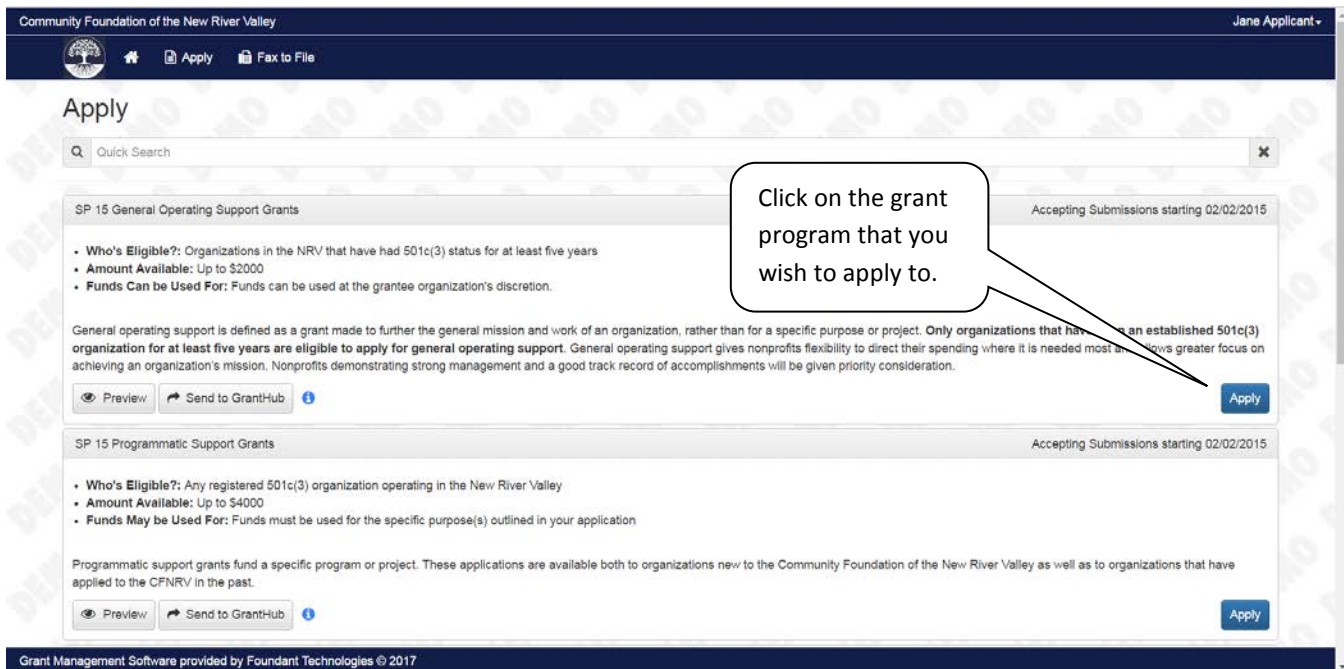 Community Foundation of the New River Valley
Jane Applicant
Apply
Fax to File
Apply
Quick Search
Click on the grant
program that you
wish to apply to.
SP 15 General Operating Support Grants
Accepting Submissions starting 02/02/2015
• Who's Eligible?: Organizations in the NRV that have had 501c(3) status for at least five years
• Amount Available: Up to $2000
• Funds Can be Used For: Funds can be used at the grantee organization's discretion.
General operating support is defined as a grant made to further the general mission and work of an organization, rather than for a specific purpose or project. Only organizations that have an established 501c(3)
organization for at least five years are eligible to apply for general operating support. General operating support gives nonprofits flexibility to direct their spending where it is needed most allows greater focus on
achieving an organization's mission. Nonprofits demonstrating strong management and a good track record of accomplishments will be given priority consideration.
Preview
Send to GrantHub
Apply
SP 15 Programmatic Support Grants
Accepting Submissions starting 02/02/2015
• Who's Eligible?: Any registered 501c(3) organization operating in the New River Valley
• Amount Available: Up to $4000
• Funds May be Used For: Funds must be used for the specific purpose(s) outlined in your application
Programmatic support grants fund a specific program or project. These applications are available both to organizations new to the Community Foundation of the New River Valley as well as to organizations that have
applied to the CFNRV in the past.
Preview
Send to GrantHub
Apply
Grant Management Software provided by Foundant Technologies © 2017
DEMO